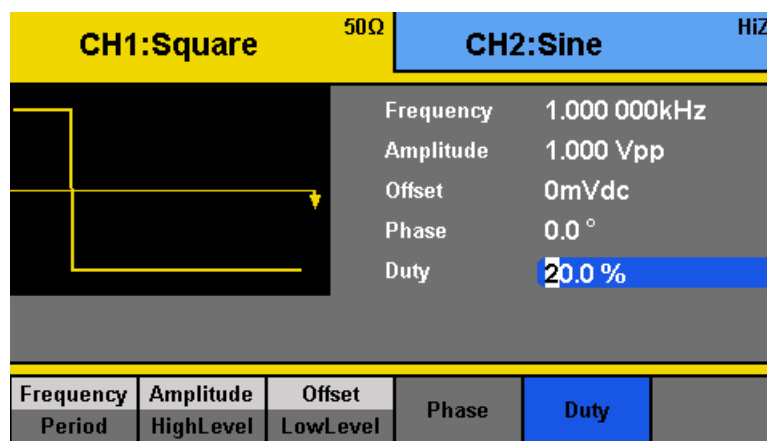 CH1:Square 50Ω CH2:Sine HiZ
Frequency 1.000 000kHz
Amplitude 1.000 Vpp
Offset 0mVdc
Phase 0.0 °
Duty 20.0 %
Frequency Amplitude Offset Phase Duty
Period HighLevel LowLevel